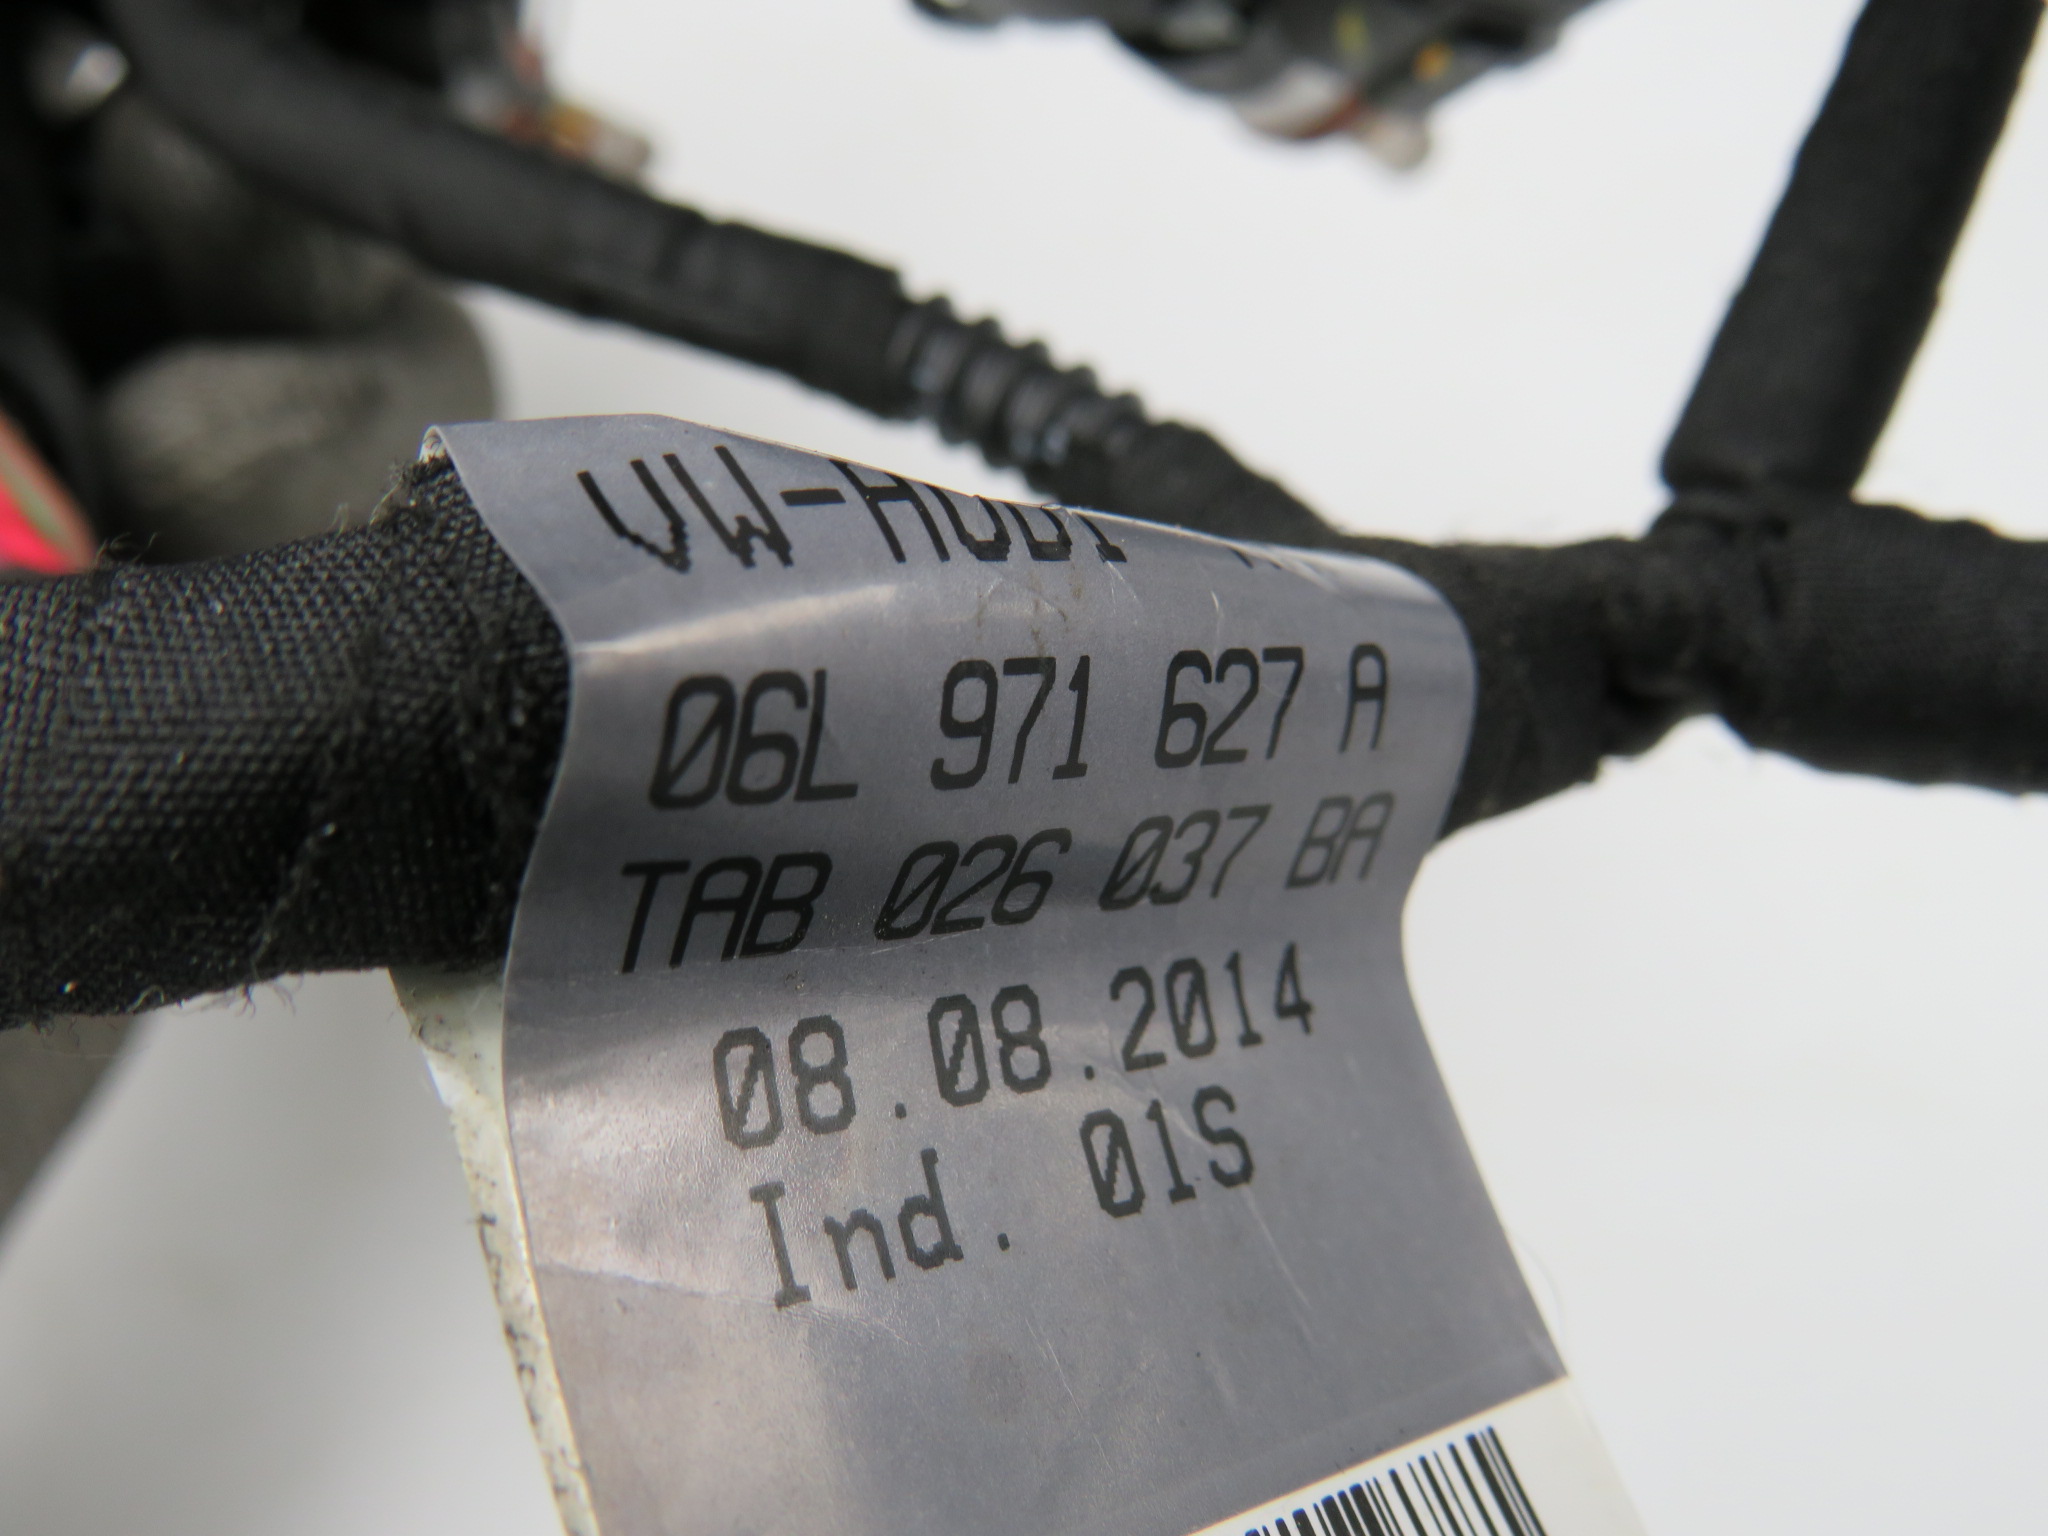 VW-AUDI
06L 971 627 A
TAB 026 037 BA
08.08.2014
Ind. 01S